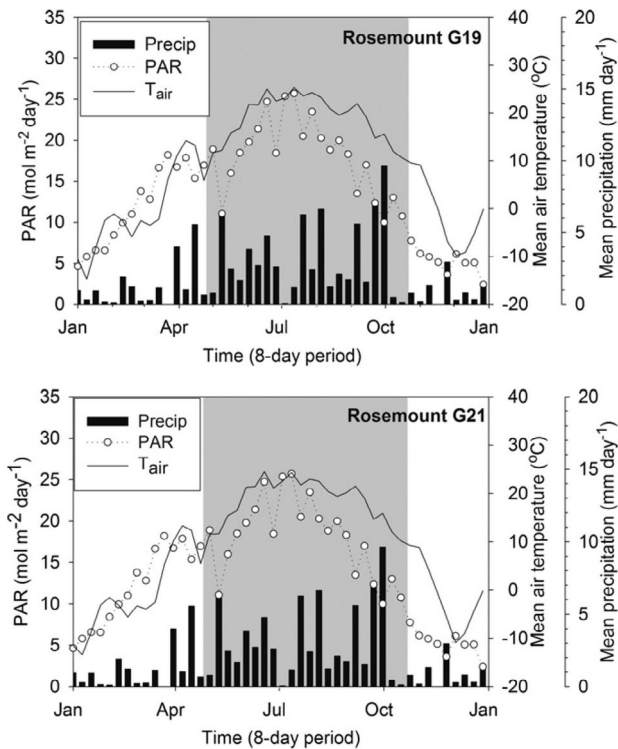 Rosemount G19
Precip
PAR
Tair
PAR (mol m-2 day-1)
35
30
25
20
15
10
5
0
40
30
20
10
0
-10
-20
Mean air temperature (oC)
20
15
10
5
0
Mean precipitation (mm day-1)
Jan Apr Jul Oct Jan
Time (8-day period)
Rosemount G21
Precip
PAR
Tair
PAR (mol m-2 day-1)
35
30
25
20
15
10
5
0
40
30
20
10
0
-10
-20
Mean air temperature (oC)
20
15
10
5
0
Mean precipitation (mm day-1)
Jan Apr Jul Oct Jan
Time (8-day period)